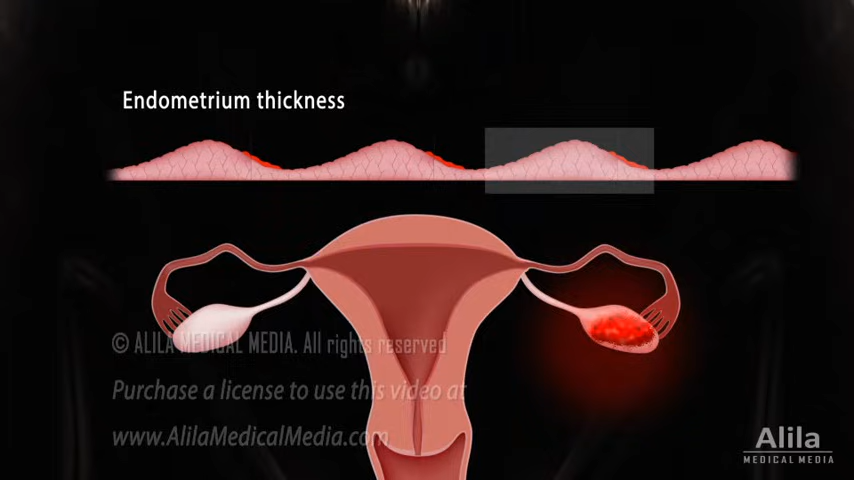 Endometrium thickness
© ALILA MEDICAL MEDIA. All rights reserved
Purchase a license to use this video at
www.AlilaMedicalMedia.com
Alila
MEDICAL MEDIA